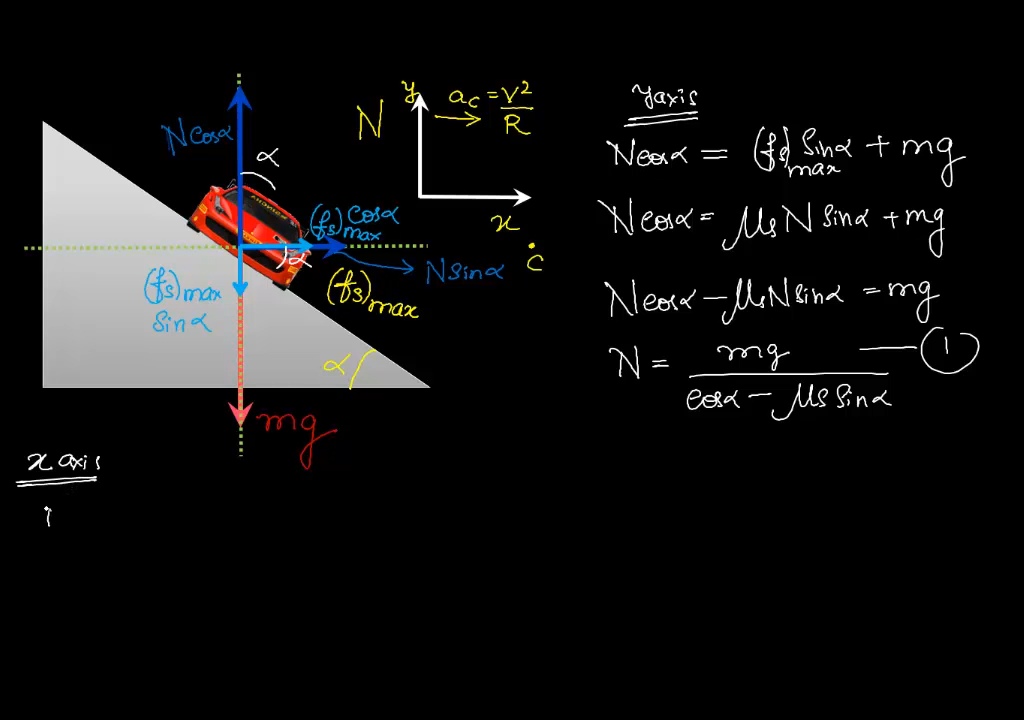 N cos α
α
(fs)max cos α
α
(fs)max sin α
(fs)max
N sin α
α
mg
N
y
a_c = V²/R
x
c
y axis
N cos α = (fs)max sin α + mg
N cos α = μs N sin α + mg
N cos α − μs N sin α = mg
N = mg / (cos α − μs sin α) —— ①
x axis